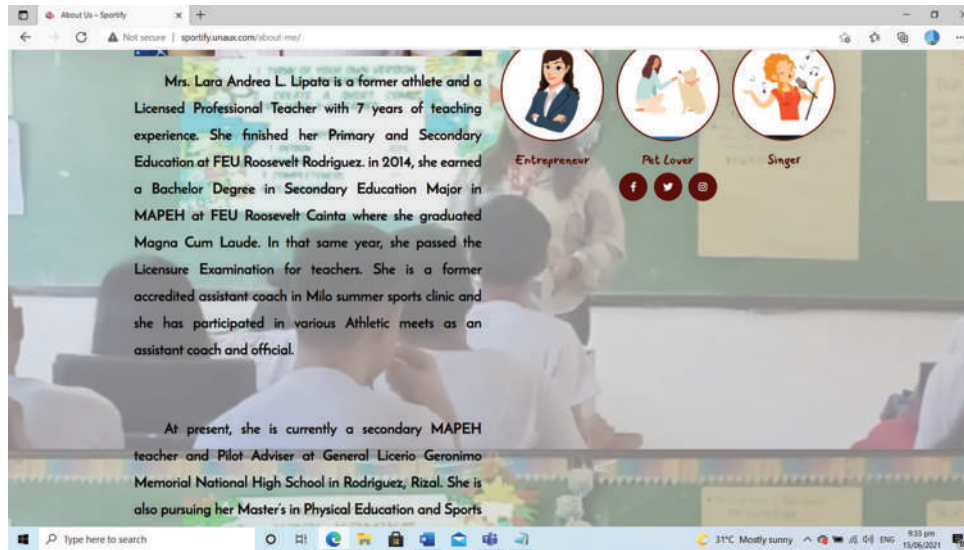 About Us – Sportify
Not secure | sportify.unaux.com/about-me/
Mrs. Lara Andrea L. Lipata is a former athlete and a
Licensed Professional Teacher with 7 years of teaching
experience. She finished her Primary and Secondary
Education at FEU Roosevelt Rodriguez. in 2014, she earned
a Bachelor Degree in Secondary Education Major in
MAPEH at FEU Roosevelt Cainta where she graduated
Magna Cum Laude. In that same year, she passed the
Licensure Examination for teachers. She is a former
accredited assistant coach in Milo summer sports clinic and
she has participated in various Athletic meets as an
assistant coach and official.
At present, she is currently a secondary MAPEH
teacher and Pilot Adviser at General Licerio Geronimo
Memorial National High School in Rodriguez, Rizal. She is
also pursuing her Master's in Physical Education and Sports
Entrepreneur
Pet Lover
Singer
Type here to search
31°C Mostly sunny
ENG
9:33 pm
15/06/2021